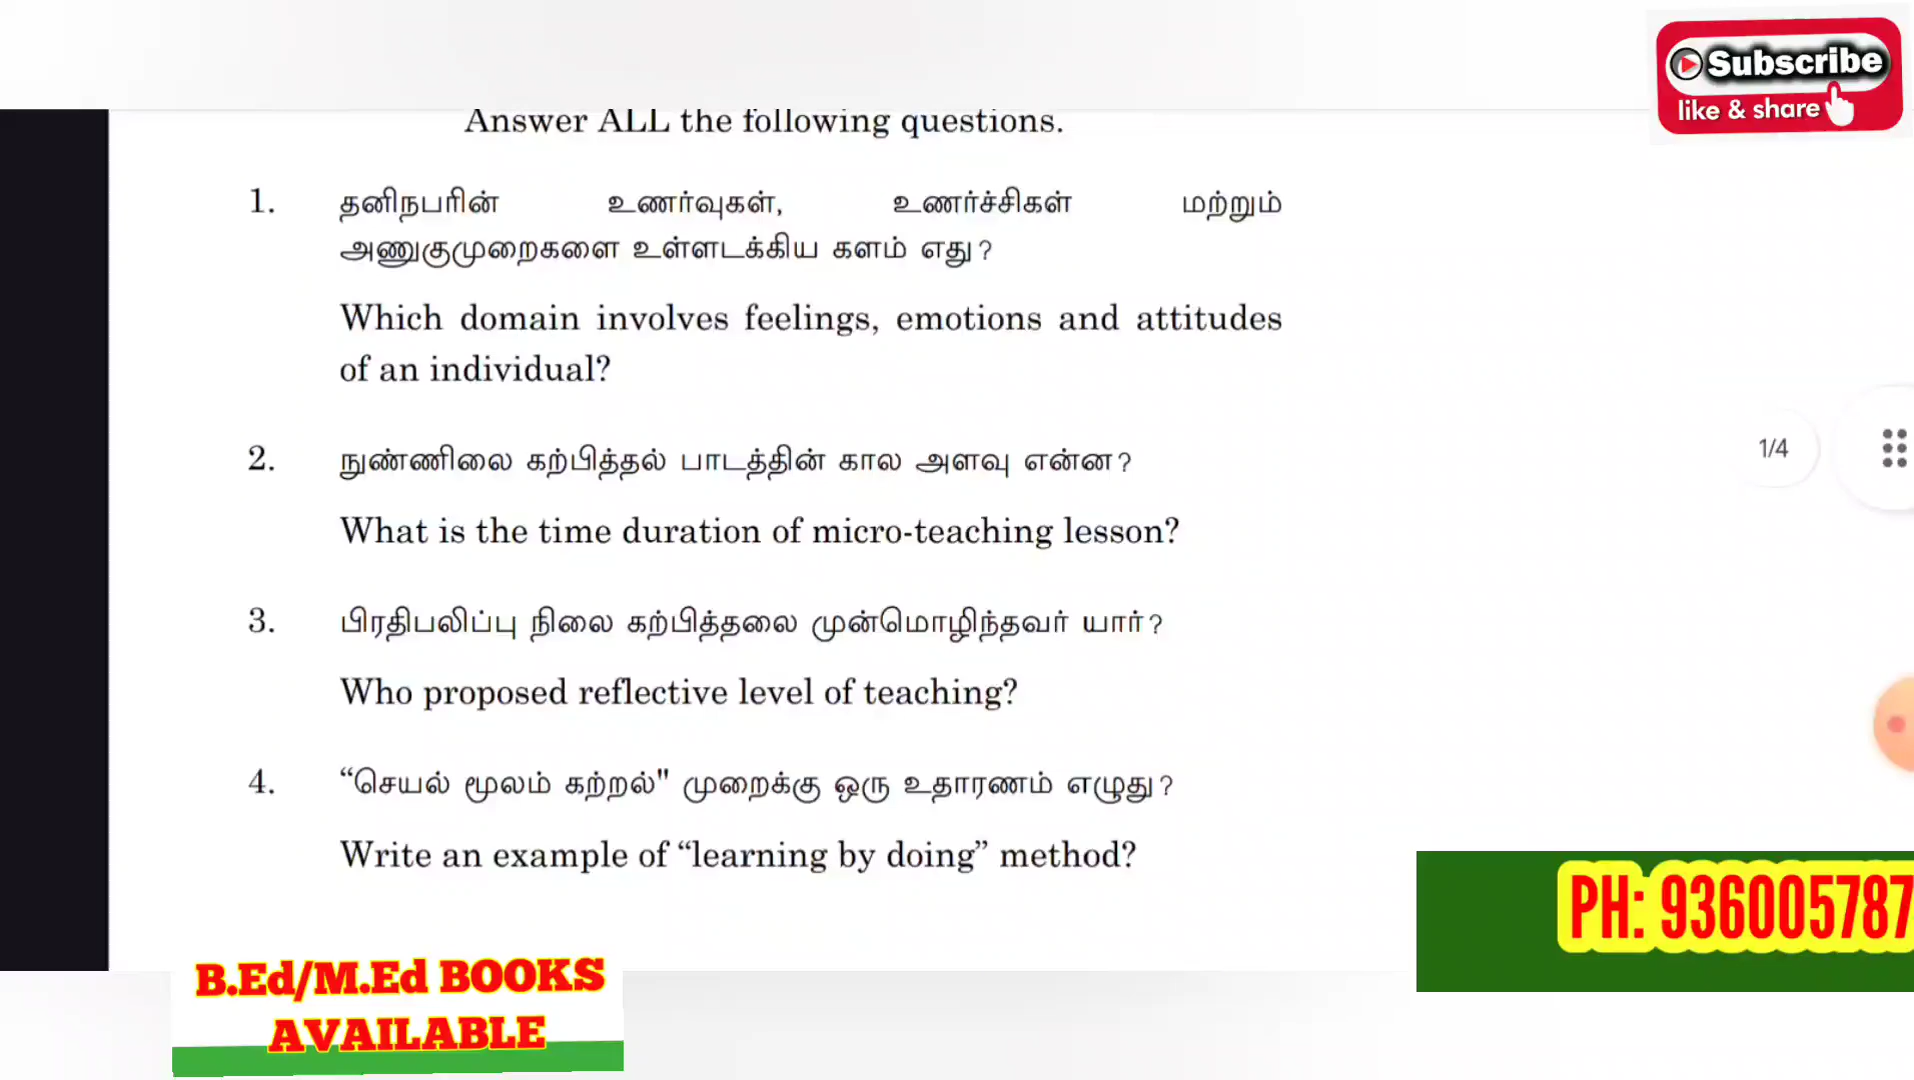 Subscribe
like & share
Answer ALL the following questions.
1. தனிநபரின் உணர்வுகள், உணர்ச்சிகள் மற்றும்
அணுகுமுறைகளை உள்ளடக்கிய களம் எது?
Which domain involves feelings, emotions and attitudes
of an individual?
2. நுண்ணிலை கற்பித்தல் பாடத்தின் கால அளவு என்ன?
What is the time duration of micro-teaching lesson?
1/4
3. பிரதிபலிப்பு நிலை கற்பித்தலை முன்மொழிந்தவர் யார்?
Who proposed reflective level of teaching?
4. “செயல் மூலம் கற்றல்" முறைக்கு ஒரு உதாரணம் எழுது?
Write an example of “learning by doing” method?
PH: 936005787
B.Ed/M.Ed BOOKS
AVAILABLE